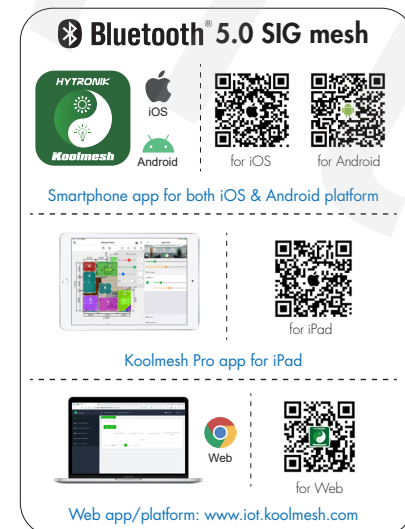 Bluetooth® 5.0 SIG mesh
HYTRONIK
Koolmesh
iOS
Android
for iOS
for Android
Smartphone app for both iOS & Android platform
for iPad
Koolmesh Pro app for iPad
Web
for Web
Web app/platform: www.iot.koolmesh.com